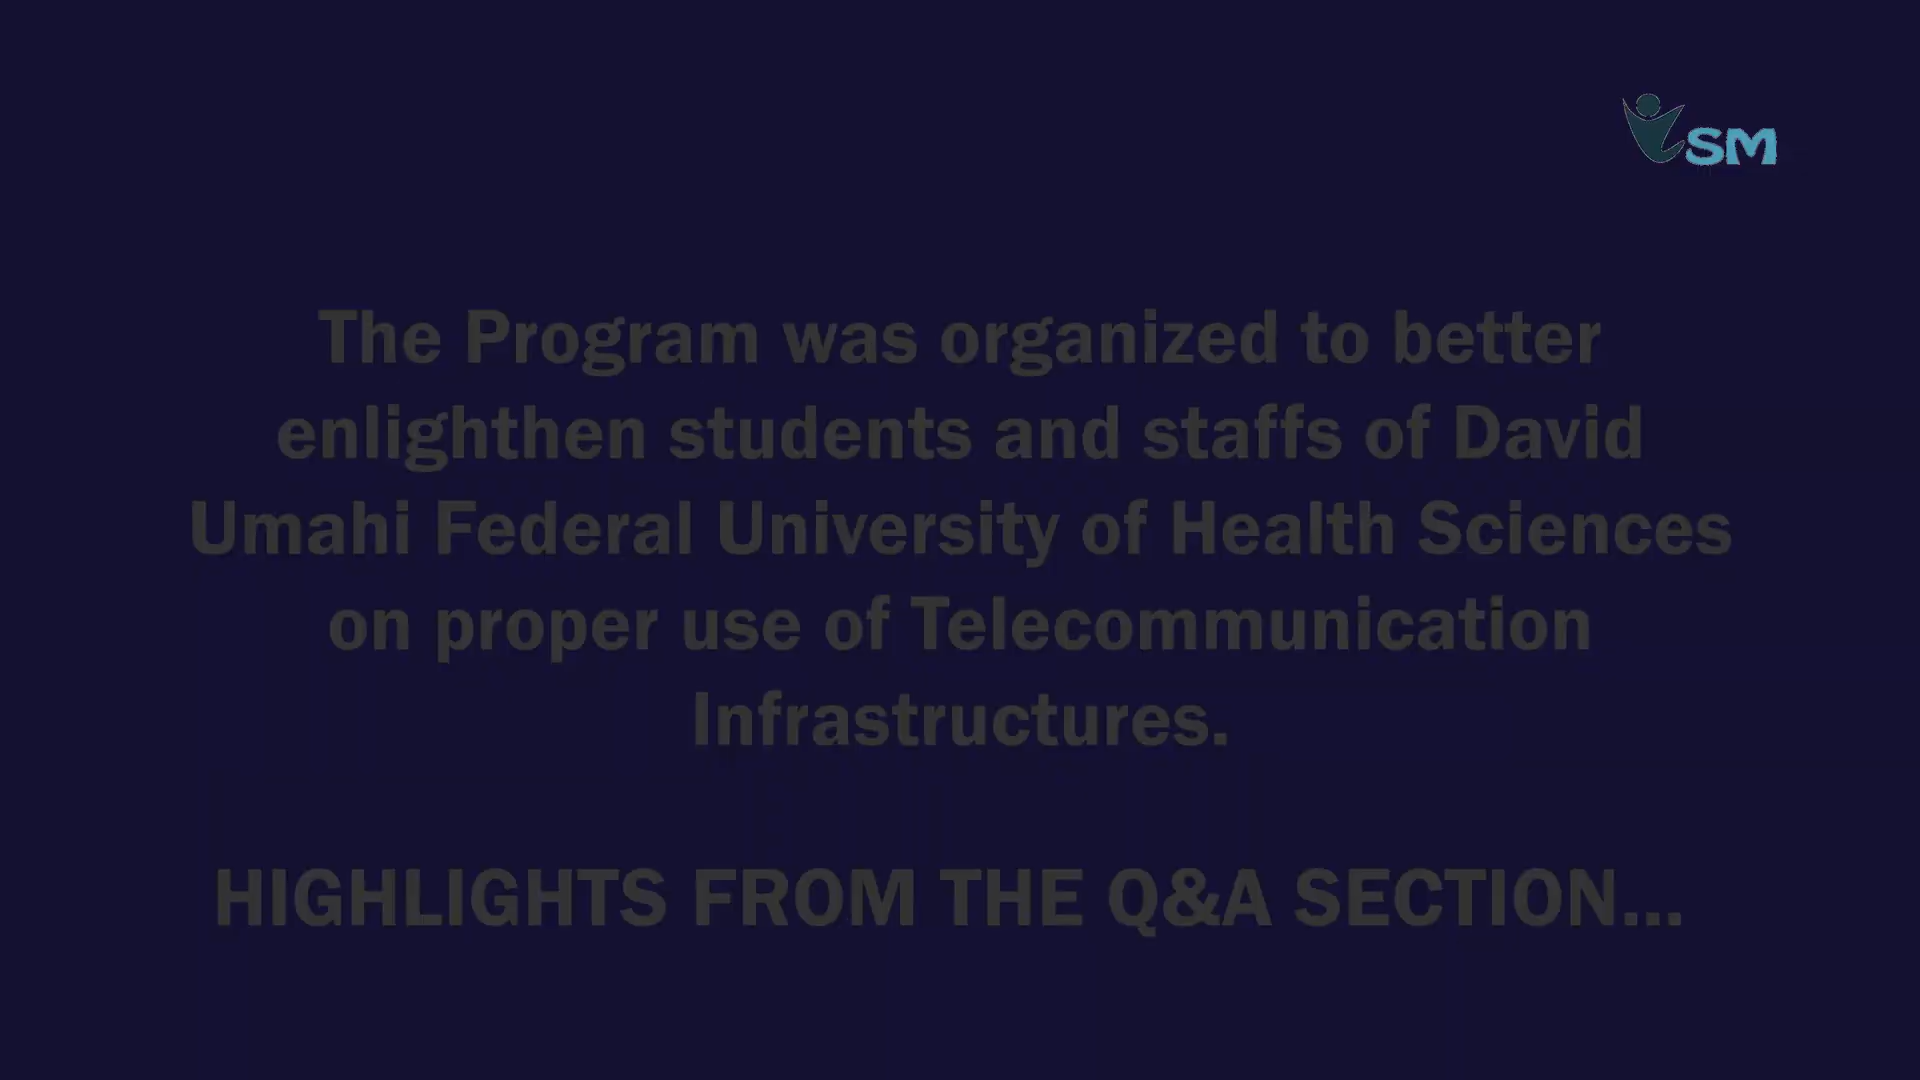 SM
The Program was organized to better
enlighthen students and staffs of David
Umahi Federal University of Health Sciences
on proper use of Telecommunication
Infrastructures.
HIGHLIGHTS FROM THE Q&A SECTION...